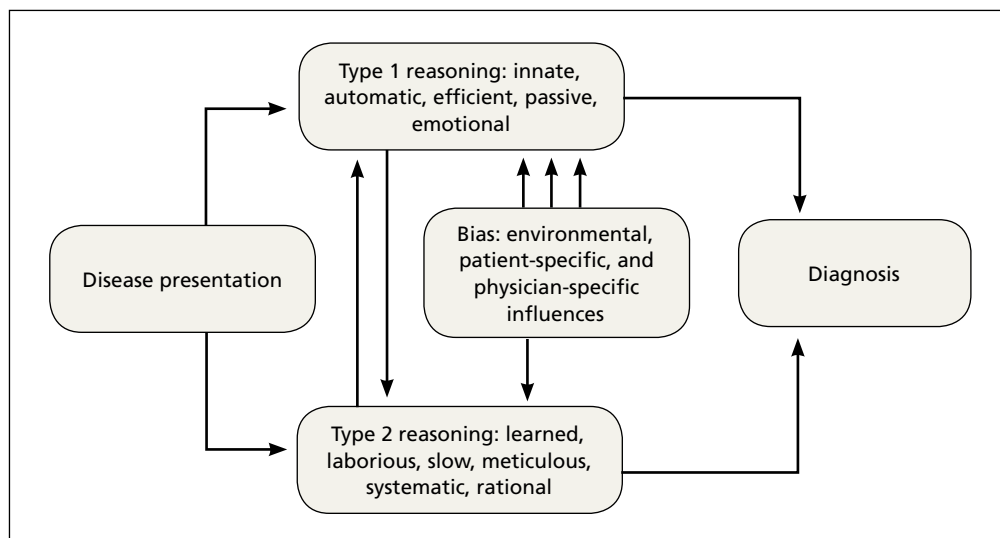 Type 1 reasoning: innate,
automatic, efficient, passive,
emotional
Disease presentation
Bias: environmental,
patient-specific, and
physician-specific
influences
Diagnosis
Type 2 reasoning: learned,
laborious, slow, meticulous,
systematic, rational